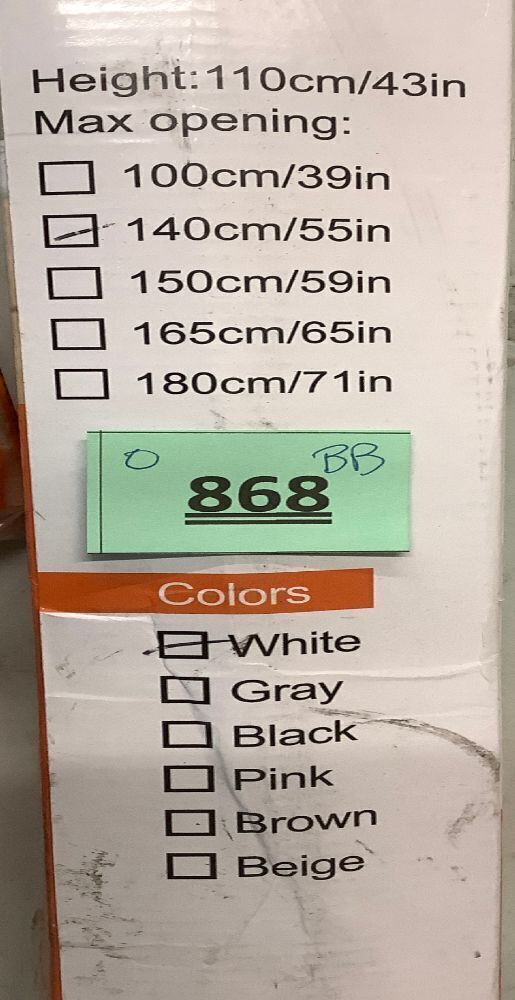 Height:110cm/43in
Max opening:
100cm/39in
140cm/55in
150cm/59in
165cm/65in
180cm/71in
O BB
868
Colors
White
Gray
Black
Pink
Brown
Beige